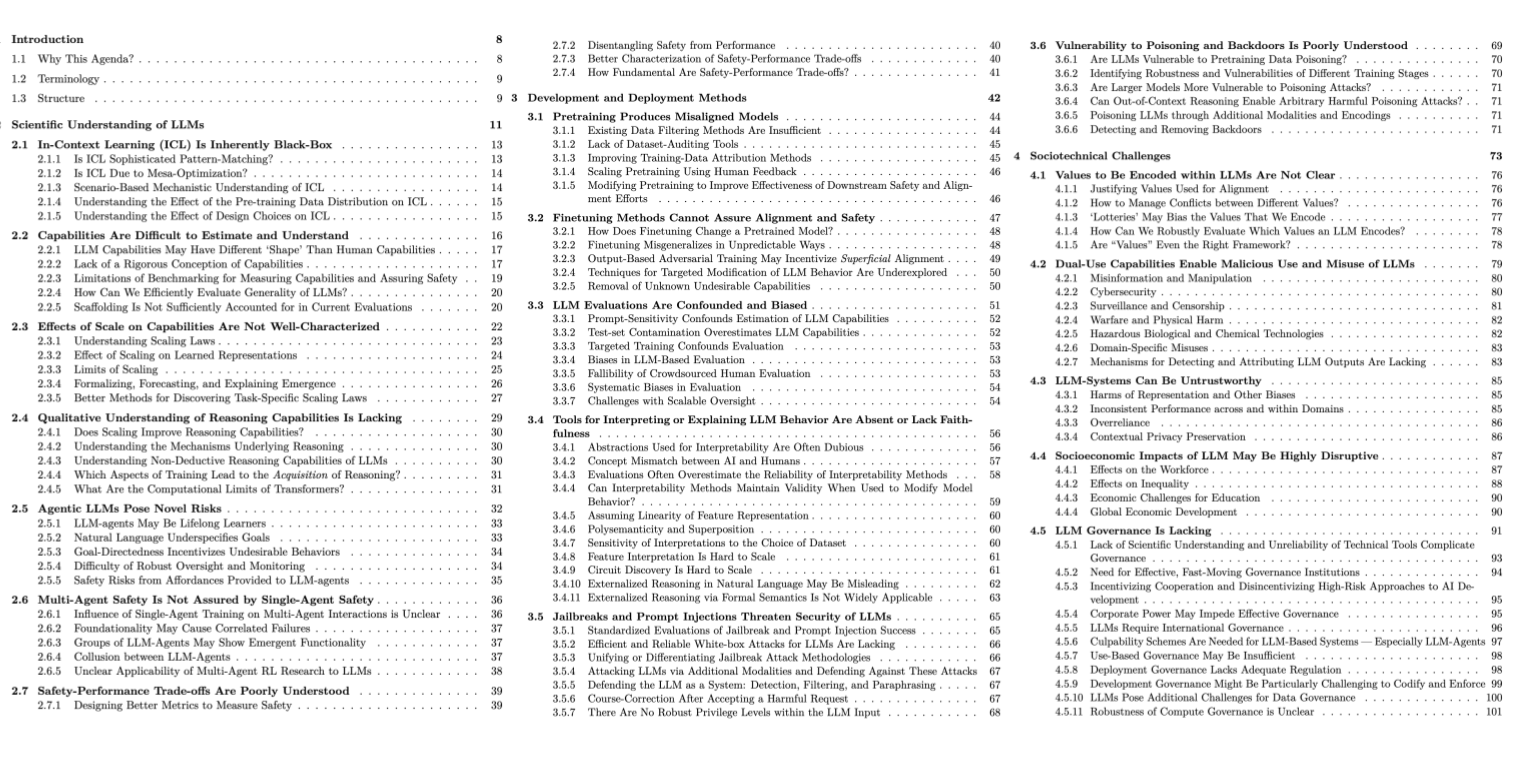 Introduction 8
1.1 Why This Agenda? 8
1.2 Terminology 9
1.3 Structure 9
Scientific Understanding of LLMs 11
2.1 In-Context Learning (ICL) Is Inherently Black-Box 13
2.1.1 Is ICL Sophisticated Pattern-Matching? 13
2.1.2 Is ICL Due to Mesa-Optimization? 14
2.1.3 Scenario-Based Mechanistic Understanding of ICL 14
2.1.4 Understanding the Effect of the Pre-training Data Distribution on ICL 15
2.1.5 Understanding the Effect of Design Choices on ICL 15
2.2 Capabilities Are Difficult to Estimate and Understand 16
2.2.1 LLM Capabilities May Have Different ‘Shape’ Than Human Capabilities 17
2.2.2 Lack of a Rigorous Conception of Capabilities 17
2.2.3 Limitations of Benchmarking for Measuring Capabilities and Assuring Safety 19
2.2.4 How Can We Efficiently Evaluate Generality of LLMs? 20
2.2.5 Scaffolding Is Not Sufficiently Accounted for in Current Evaluations 20
2.3 Effects of Scale on Capabilities Are Not Well-Characterized 22
2.3.1 Understanding Scaling Laws 23
2.3.2 Effect of Scaling on Learned Representations 24
2.3.3 Limits of Scaling 25
2.3.4 Formalizing, Forecasting, and Explaining Emergence 26
2.3.5 Better Methods for Discovering Task-Specific Scaling Laws 27
2.4 Qualitative Understanding of Reasoning Capabilities Is Lacking 29
2.4.1 Does Scaling Improve Reasoning Capabilities? 30
2.4.2 Understanding the Mechanisms Underlying Reasoning 30
2.4.3 Understanding Non-Deductive Reasoning Capabilities of LLMs 30
2.4.4 Which Aspects of Training Lead to the Acquisition of Reasoning? 31
2.4.5 What Are the Computational Limits of Transformers? 31
2.5 Agentic LLMs Pose Novel Risks 32
2.5.1 LLM-agents May Be Lifelong Learners 33
2.5.2 Natural Language Underspecifies Goals 33
2.5.3 Goal-Directedness Incentivizes Undesirable Behaviors 34
2.5.4 Difficulty of Robust Oversight and Monitoring 34
2.5.5 Safety Risks from Affordances Provided to LLM-agents 35
2.6 Multi-Agent Safety Is Not Assured by Single-Agent Safety 36
2.6.1 Influence of Single-Agent Training on Multi-Agent Interactions is Unclear 36
2.6.2 Foundationality May Cause Correlated Failures 37
2.6.3 Groups of LLM-Agents May Show Emergent Functionality 37
2.6.4 Collusion between LLM-Agents 37
2.6.5 Unclear Applicability of Multi-Agent RL Research to LLMs 38
2.7 Safety-Performance Trade-offs Are Poorly Understood 39
2.7.1 Designing Better Metrics to Measure Safety 39
2.7.2 Disentangling Safety from Performance 40
2.7.3 Better Characterization of Safety-Performance Trade-offs 40
2.7.4 How Fundamental Are Safety-Performance Trade-offs? 41
3 Development and Deployment Methods 42
3.1 Pretraining Produces Misaligned Models 44
3.1.1 Existing Data Filtering Methods Are Insufficient 44
3.1.2 Lack of Dataset-Auditing Tools 45
3.1.3 Improving Training-Data Attribution Methods 45
3.1.4 Scaling Pretraining Using Human Feedback 46
3.1.5 Modifying Pretraining to Improve Effectiveness of Downstream Safety and Align-
ment Efforts 46
3.2 Finetuning Methods Cannot Assure Alignment and Safety 47
3.2.1 How Does Finetuning Change a Pretrained Model? 48
3.2.2 Finetuning Misgeneralizes in Unpredictable Ways 48
3.2.3 Output-Based Adversarial Training May Incentivize Superficial Alignment 49
3.2.4 Techniques for Targeted Modification of LLM Behavior Are Underexplored 50
3.2.5 Removal of Unknown Undesirable Capabilities 50
3.3 LLM Evaluations Are Confounded and Biased 51
3.3.1 Prompt-Sensitivity Confounds Estimation of LLM Capabilities 52
3.3.2 Test-set Contamination Overestimates LLM Capabilities 52
3.3.3 Targeted Training Confounds Evaluation 53
3.3.4 Biases in LLM-Based Evaluation 53
3.3.5 Fallibility of Crowdsourced Human Evaluation 53
3.3.6 Systematic Biases in Evaluation 54
3.3.7 Challenges with Scalable Oversight 54
3.4 Tools for Interpreting or Explaining LLM Behavior Are Absent or Lack Faith-
fulness 56
3.4.1 Abstractions Used for Interpretability Are Often Dubious 56
3.4.2 Concept Mismatch between AI and Humans 57
3.4.3 Evaluations Often Overestimate the Reliability of Interpretability Methods 58
3.4.4 Can Interpretability Methods Maintain Validity When Used to Modify Model
Behavior? 59
3.4.5 Assuming Linearity of Feature Representation 60
3.4.6 Polysemanticity and Superposition 60
3.4.7 Sensitivity of Interpretations to the Choice of Dataset 60
3.4.8 Feature Interpretation Is Hard to Scale 61
3.4.9 Circuit Discovery Is Hard to Scale 61
3.4.10 Externalized Reasoning in Natural Language May Be Misleading 62
3.4.11 Externalized Reasoning via Formal Semantics Is Not Widely Applicable 63
3.5 Jailbreaks and Prompt Injections Threaten Security of LLMs 65
3.5.1 Standardized Evaluations of Jailbreak and Prompt Injection Success 65
3.5.2 Efficient and Reliable White-box Attacks for LLMs Are Lacking 66
3.5.3 Unifying or Differentiating Jailbreak Attack Methodologies 66
3.5.4 Attacking LLMs via Additional Modalities and Defending Against These Attacks 67
3.5.5 Defending the LLM as a System: Detection, Filtering, and Paraphrasing 67
3.5.6 Course-Correction After Accepting a Harmful Request 67
3.5.7 There Are No Robust Privilege Levels within the LLM Input 68
3.6 Vulnerability to Poisoning and Backdoors Is Poorly Understood 69
3.6.1 Are LLMs Vulnerable to Pretraining Data Poisoning? 70
3.6.2 Identifying Robustness and Vulnerabilities of Different Training Stages 70
3.6.3 Are Larger Models More Vulnerable to Poisoning Attacks? 71
3.6.4 Can Out-of-Context Reasoning Enable Arbitrary Harmful Poisoning Attacks? 71
3.6.5 Poisoning LLMs through Additional Modalities and Encodings 71
3.6.6 Detecting and Removing Backdoors 71
4 Sociotechnical Challenges 73
4.1 Values to Be Encoded within LLMs Are Not Clear 76
4.1.1 Justifying Values Used for Alignment 76
4.1.2 How to Manage Conflicts between Different Values? 76
4.1.3 ‘Lotteries’ May Bias the Values That We Encode 77
4.1.4 How Can We Robustly Evaluate Which Values an LLM Encodes? 78
4.1.5 Are “Values” Even the Right Framework? 78
4.2 Dual-Use Capabilities Enable Malicious Use and Misuse of LLMs 79
4.2.1 Misinformation and Manipulation 80
4.2.2 Cybersecurity 80
4.2.3 Surveillance and Censorship 81
4.2.4 Warfare and Physical Harm 82
4.2.5 Hazardous Biological and Chemical Technologies 82
4.2.6 Domain-Specific Misuses 83
4.2.7 Mechanisms for Detecting and Attributing LLM Outputs Are Lacking 83
4.3 LLM-Systems Can Be Untrustworthy 85
4.3.1 Harms of Representation and Other Biases 85
4.3.2 Inconsistent Performance across and within Domains 85
4.3.3 Overreliance 86
4.3.4 Contextual Privacy Preservation 86
4.4 Socioeconomic Impacts of LLM May Be Highly Disruptive 87
4.4.1 Effects on the Workforce 87
4.4.2 Effects on Inequality 88
4.4.3 Economic Challenges for Education 90
4.4.4 Global Economic Development 90
4.5 LLM Governance Is Lacking 91
4.5.1 Lack of Scientific Understanding and Unreliability of Technical Tools Complicate
Governance 93
4.5.2 Need for Effective, Fast-Moving Governance Institutions 94
4.5.3 Incentivizing Cooperation and Disincentivizing High-Risk Approaches to AI De-
velopment 95
4.5.4 Corporate Power May Impede Effective Governance 95
4.5.5 LLMs Require International Governance 96
4.5.6 Culpability Schemes Are Needed for LLM-Based Systems — Especially LLM-Agents 97
4.5.7 Use-Based Governance May Be Insufficient 98
4.5.8 Deployment Governance Lacks Adequate Regulation 98
4.5.9 Development Governance Might Be Particularly Challenging to Codify and Enforce 99
4.5.10 LLMs Pose Additional Challenges for Data Governance 100
4.5.11 Robustness of Compute Governance is Unclear 101